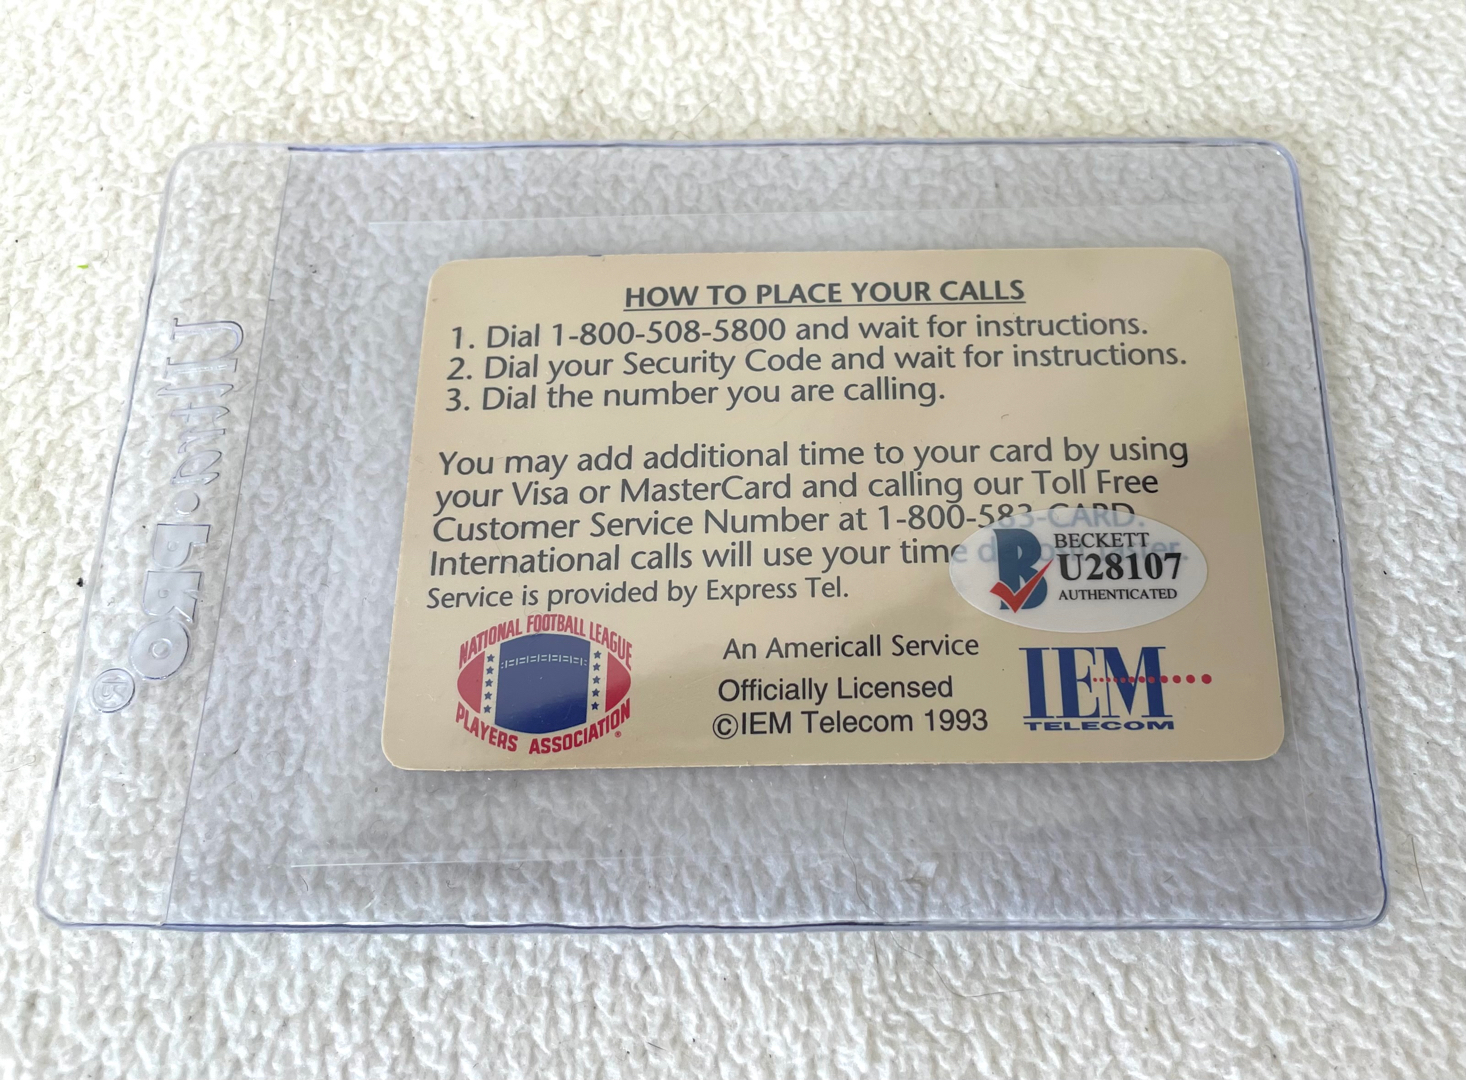 HOW TO PLACE YOUR CALLS
1. Dial 1-800-508-5800 and wait for instructions.
2. Dial your Security Code and wait for instructions.
3. Dial the number you are calling.
You may add additional time to your card by using
your Visa or MasterCard and calling our Toll Free
Customer Service Number at 1-800-583-CARD.
International calls will use your time
Service is provided by Express Tel.
BECKETT
U28107
AUTHENTICATED
NATIONAL FOOTBALL LEAGUE
PLAYERS ASSOCIATION®
An Americall Service
Officially Licensed
©IEM Telecom 1993
IEM
TELECOM
ULTRA·PRO®